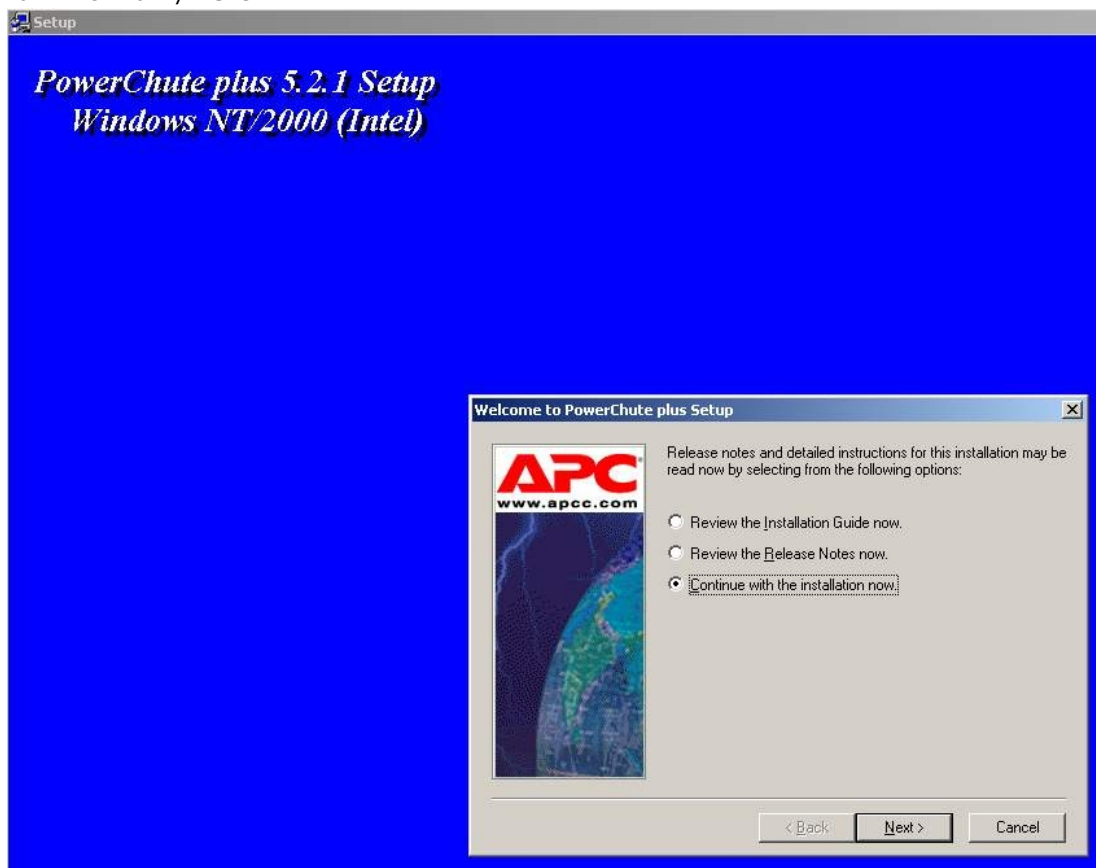 Setup
PowerChute plus 5.2.1 Setup
Windows NT/2000 (Intel)
Welcome to PowerChute plus Setup
APC
www.apcc.com
Release notes and detailed instructions for this installation may be
read now by selecting from the following options:
Review the Installation Guide now.
Review the Release Notes now.
Continue with the installation now.
< Back
Next >
Cancel